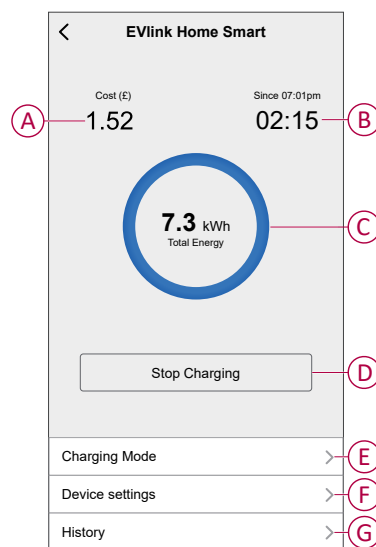 EVlink Home Smart
Cost (£)
Since 07:01pm
A
1.52
02:15
B
7.3 kWh
Total Energy
C
Stop Charging
D
Charging Mode
E
Device settings
F
History
G